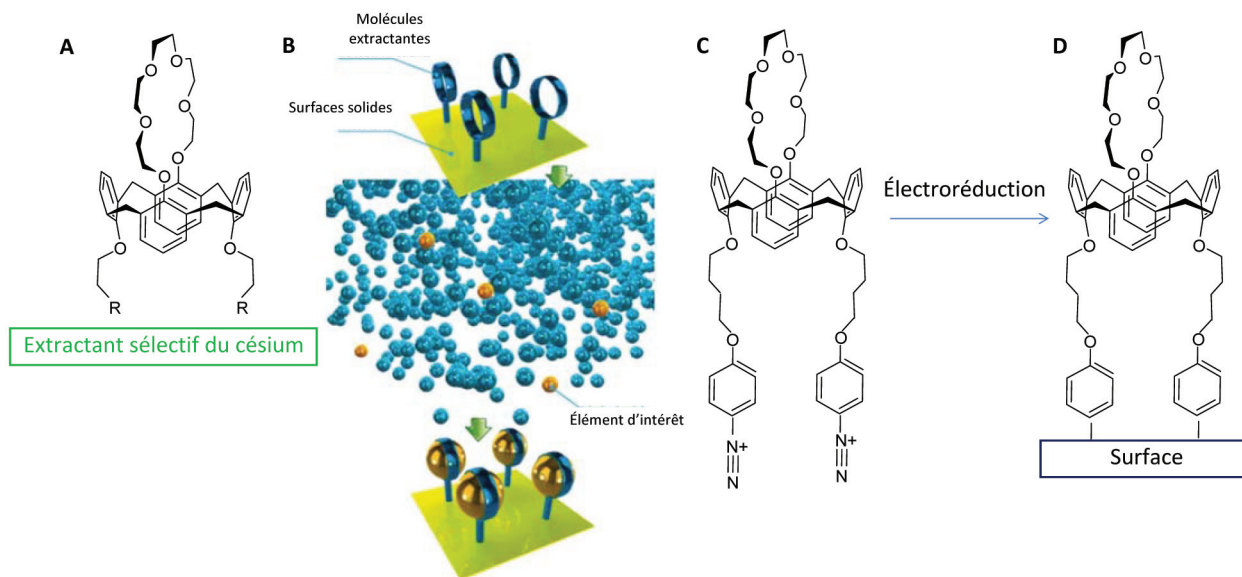 A
B
Molécules
extractantes
Surfaces solides
Élément d'intérêt
O
O
O
O
O
O
O
O
R
R
Extractant sélectif du césium
C
O
O
O
O
O
O
O
O
O
O
N+
N
N+
N
Électroréduction
D
O
O
O
O
O
O
O
O
O
O
Surface